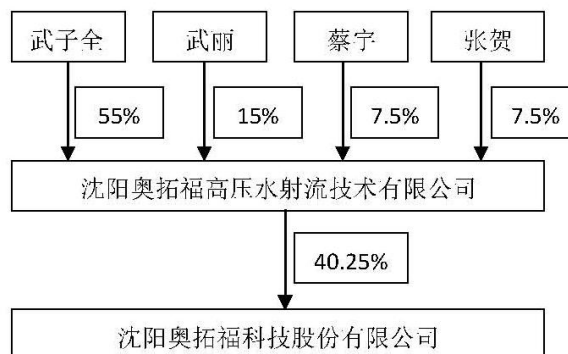 武子全 武丽 蔡宇 张贺
55% 15% 7.5% 7.5%
沈阳奥拓福高压水射流技术有限公司
40.25%
沈阳奥拓福科技股份有限公司